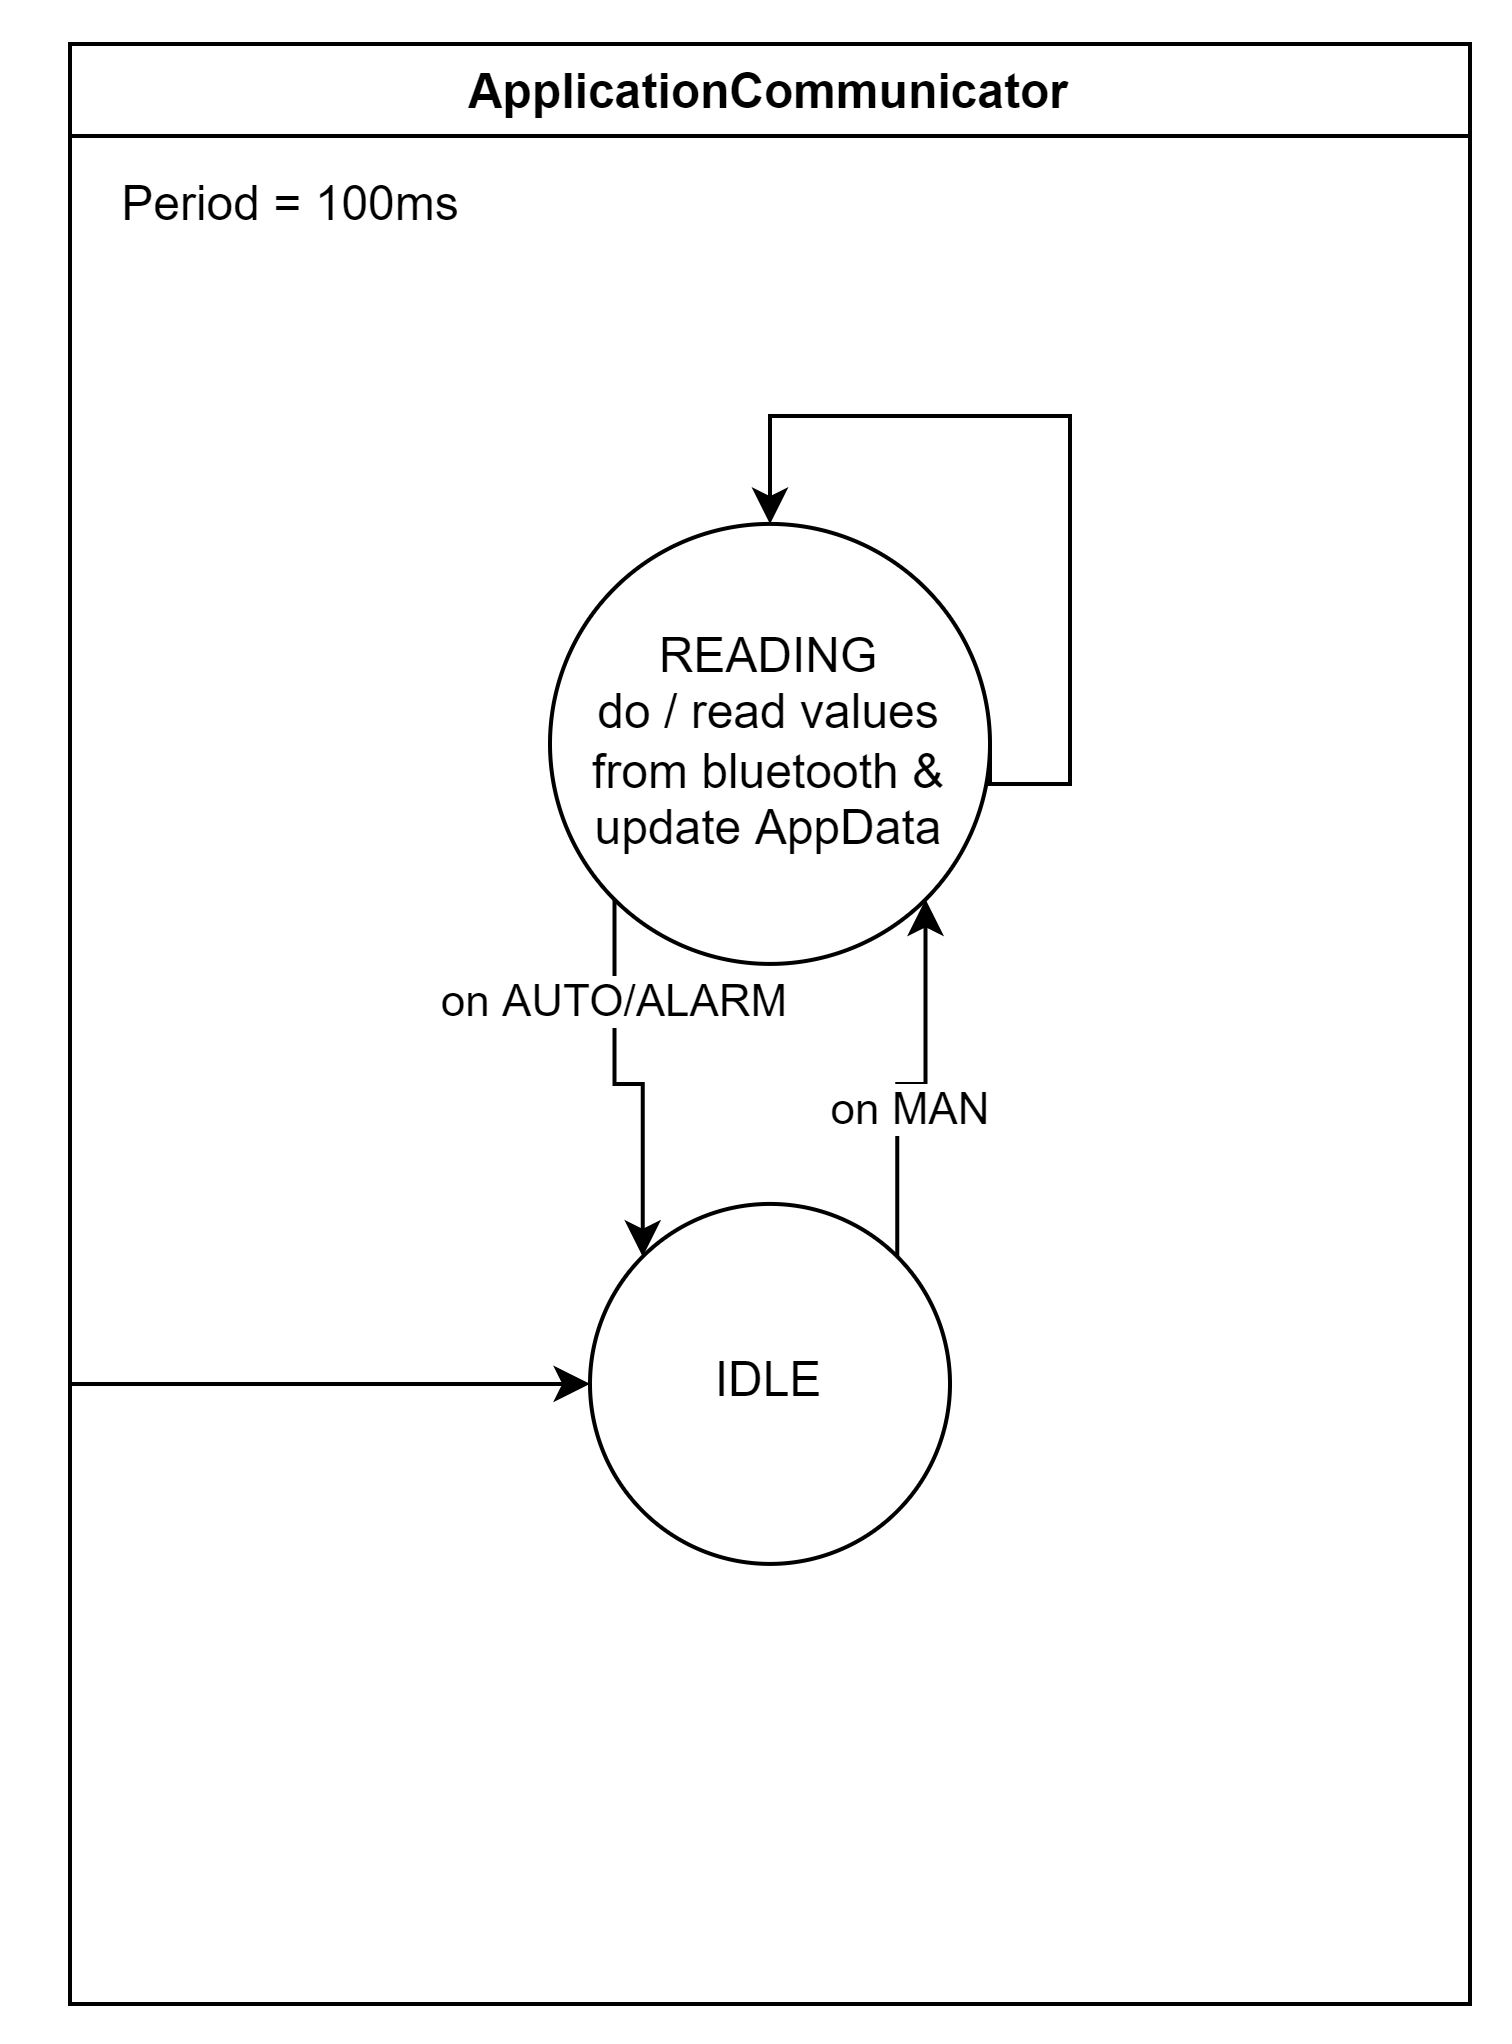 ApplicationCommunicator
Period = 100ms
READING
do / read values
from bluetooth &
update AppData
on AUTO/ALARM
on MAN
IDLE